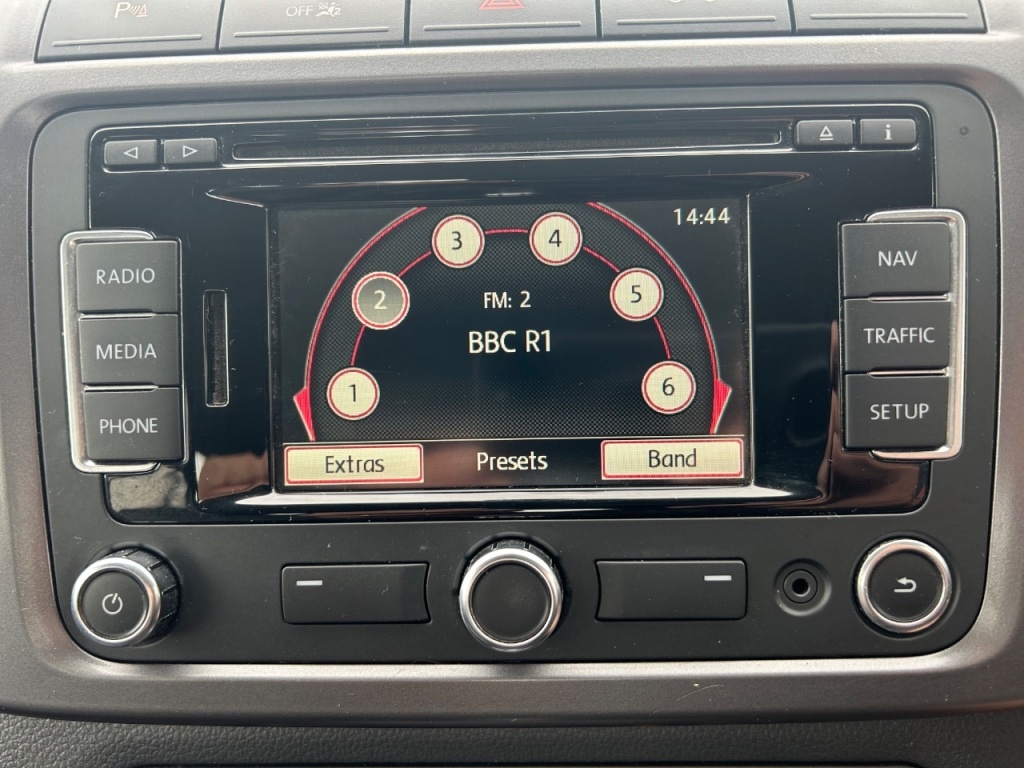 P
OFF
i
14:44
3
4
RADIO
NAV
2
FM: 2
5
BBC R1
MEDIA
TRAFFIC
1
6
PHONE
SETUP
Extras
Presets
Band